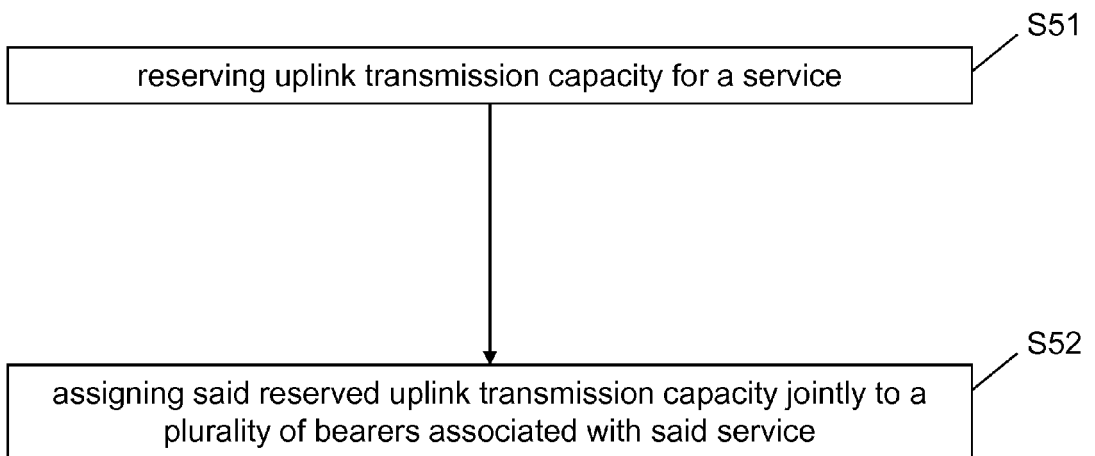 S51
reserving uplink transmission capacity for a service
S52
assigning said reserved uplink transmission capacity jointly to a
plurality of bearers associated with said service